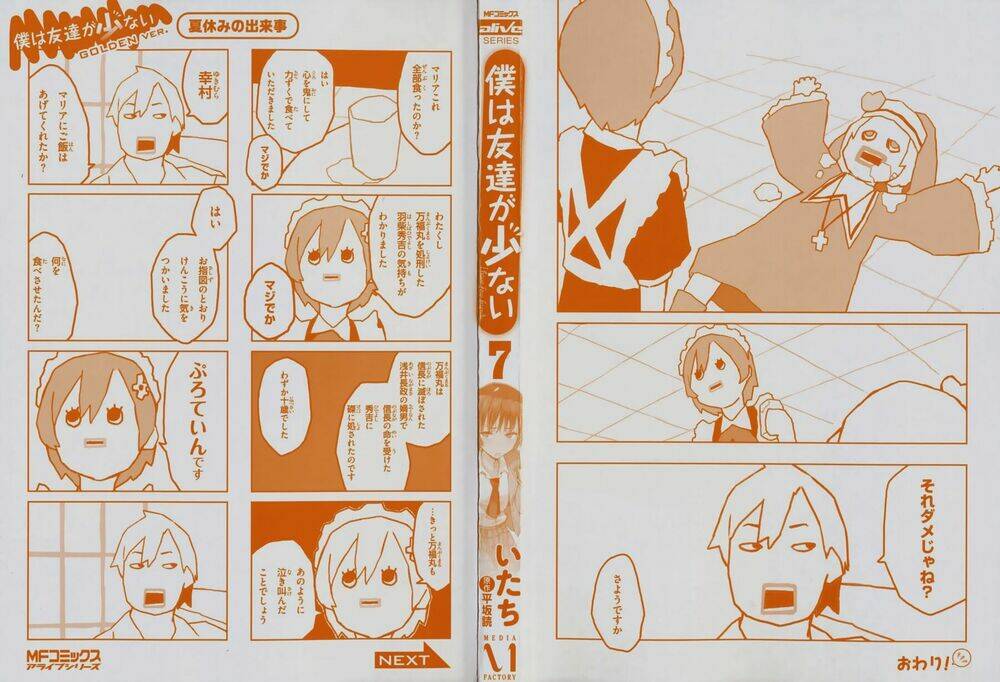 僕は友達が少ない
GOLDEN VER.
夏休みの出来事
幸村
ゆきむら
マリアにご飯は
あげてくれたか？
はい
お指図のとおり
けんこうに気を
つかいました
何を
食べさせたんだ？
ぷろていんです
マリアこれ
全部食ったのか？
はい
心を鬼にして
力ずくで食べて
いただきました
マジでか
わたくし
万福丸を処刑した
羽柴秀吉の気持ちが
わかりました
マジでか
万福丸は
信長に滅ぼされた
浅井長政の嫡男で
信長の命を受けた
秀吉に
磔に処されたのです
わずか十歳でした
…きっと万福丸も
あのように
泣き叫んだ
ことでしょう
MFコミックス
アライブシリーズ
NEXT
MFコミックス
alive
SERIES
僕は友達が少ない
7
いたち
原作 平坂読
MEDIA
FACTORY
それダメじゃね？
さようですか
おわり！